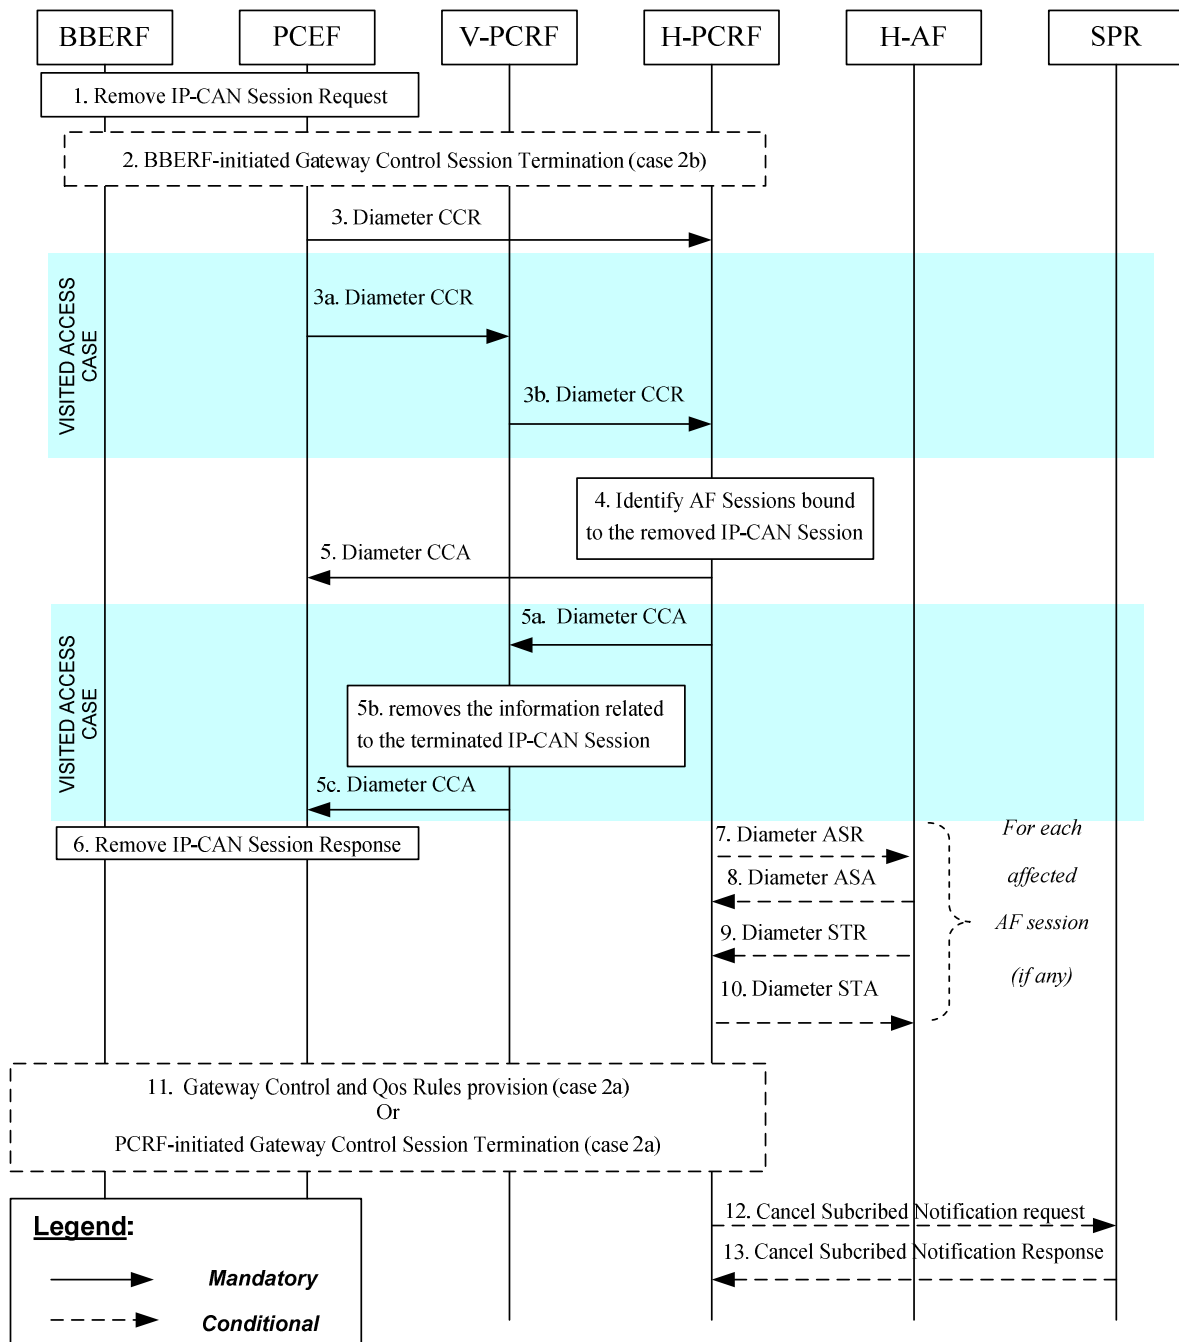 BBERF
PCEF
V-PCRF
H-PCRF
H-AF
SPR
1. Remove IP-CAN Session Request
2. BBERF-initiated Gateway Control Session Termination (case 2b)
3. Diameter CCR
VISITED ACCESS
CASE
3a. Diameter CCR
3b. Diameter CCR
4. Identify AF Sessions bound
to the removed IP-CAN Session
5. Diameter CCA
VISITED ACCESS
CASE
5a. Diameter CCA
5b. removes the information related
to the terminated IP-CAN Session
5c. Diameter CCA
6. Remove IP-CAN Session Response
7. Diameter ASR
8. Diameter ASA
9. Diameter STR
10. Diameter STA
For each
affected
AF session
(if any)
11. Gateway Control and Qos Rules provision (case 2a)
Or
PCRF-initiated Gateway Control Session Termination (case 2a)
12. Cancel Subcribed Notification request
13. Cancel Subcribed Notification Response
Legend:
Mandatory
Conditional